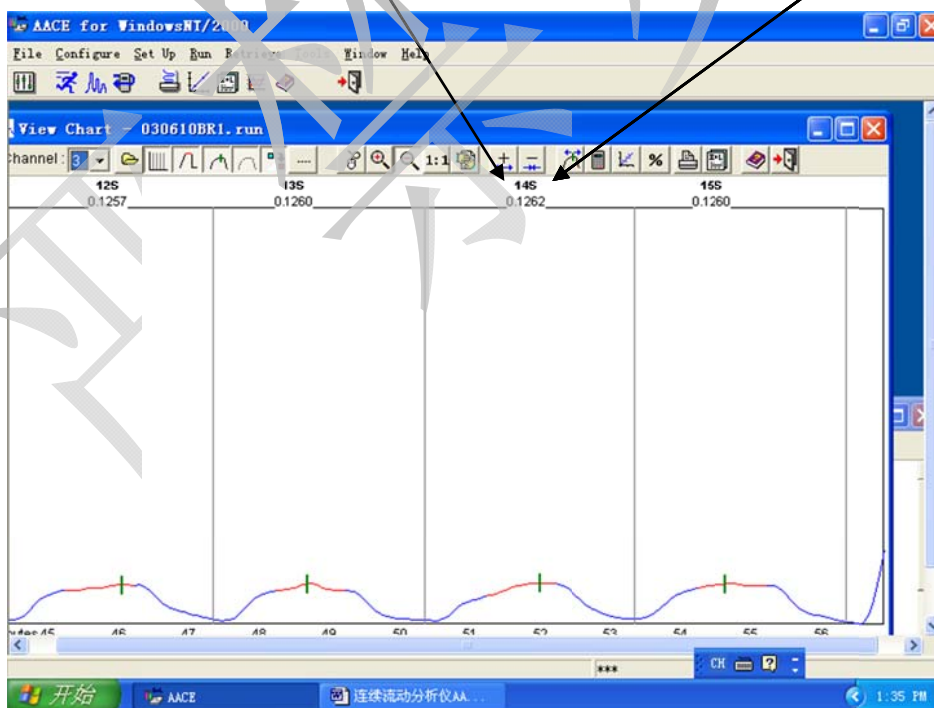 AACE for WindowsNT/2000
File Configure Set Up Run Retrieve Tools Window Help
View Chart - 030610BR1.run
Channel: 3
1:1
%
12S 13S 14S 15S
0.1257 0.1260 0.1262 0.1260
45 46 47 48 49 50 51 52 53 54 55 56
***
CH
开始 AACE 连续流动分析仪AA... 1:35 PM